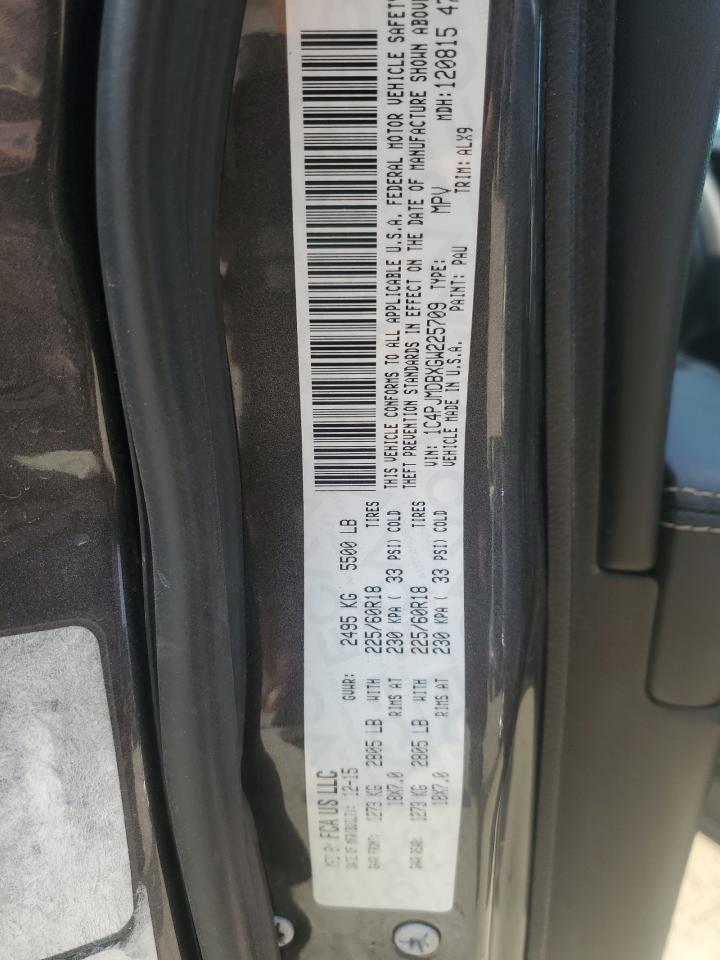 MFD BY: FCA US LLC
DATE OF MFR: 12-15 GVWR: 2495 KG 5500 LB
GAWR FRONT: 1273 KG 2805 LB WITH 225/60R18 TIRES
18X7.0 RIMS AT 230 KPA ( 33 PSI) COLD
GAWR REAR: 1273 KG 2805 LB WITH 225/60R18 TIRES
18X7.0 RIMS AT 230 KPA ( 33 PSI) COLD
THIS VEHICLE CONFORMS TO ALL APPLICABLE U.S.A. FEDERAL MOTOR VEHICLE SAFETY
THEFT PREVENTION STANDARDS IN EFFECT ON THE DATE OF MANUFACTURE SHOWN ABOVE
VIN: 1C4PJMDBXGW225709 TYPE: MPV MDH: 120815 47
VEHICLE MADE IN U.S.A. PAINT: PAU TRIM: ALX9